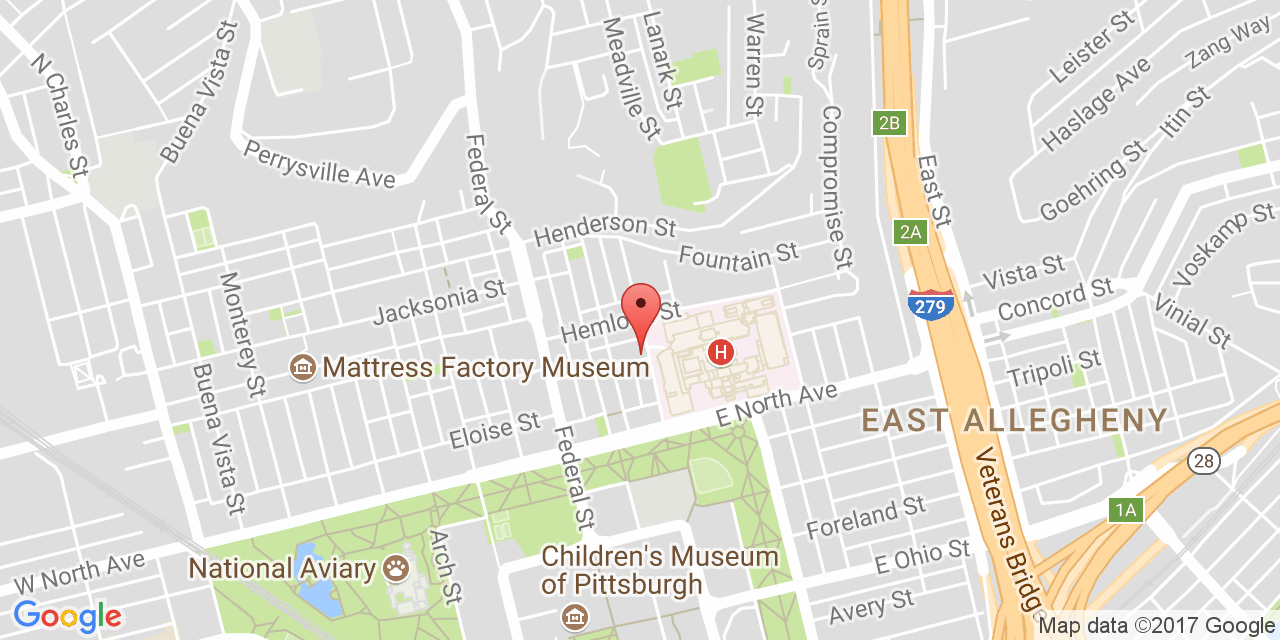 N Charles St
Buena Vista St
Perrysville Ave
Federal St
Meadville St
Lanark St
Warren St
Sprain St
Compromise St
2B
East St
Leister St
Zang Way
Haslage Ave
Itin St
Goehring St
2A
Henderson St
Fountain St
Vista St
Voskamp St
Concord St
Vinial St
279
Monterey St
Jacksonia St
Hemlock St
H
Mattress Factory Museum
Tripoli St
Buena Vista St
Eloise St
E North Ave
EAST ALLEGHENY
Federal St
28
Veterans Bridge
1A
Foreland St
E Ohio St
Avery St
W North Ave
National Aviary
Arch St
Children's Museum
of Pittsburgh
Google
Map data ©2017 Google